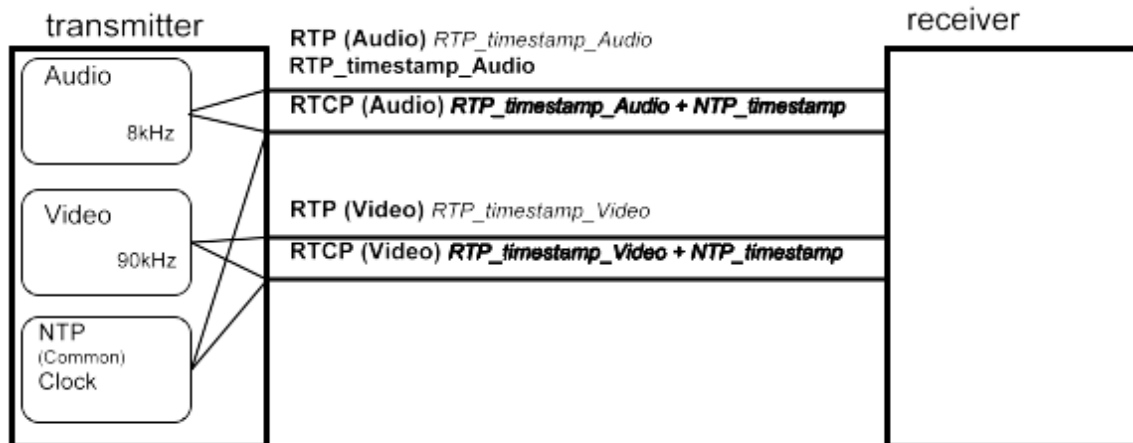 transmitter
receiver
Audio
8kHz
RTP (Audio) RTP_timestamp_Audio
RTP_timestamp_Audio
RTCP (Audio) RTP_timestamp_Audio + NTP_timestamp
Video
90kHz
RTP (Video) RTP_timestamp_Video
RTCP (Video) RTP_timestamp_Video + NTP_timestamp
NTP
(Common)
Clock